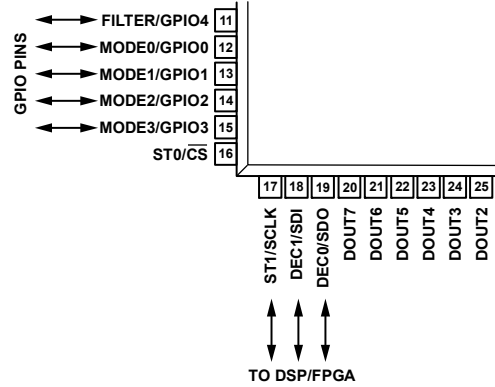 GPIO PINS
FILTER/GPIO4 11
MODE0/GPIO0 12
MODE1/GPIO1 13
MODE2/GPIO2 14
MODE3/GPIO3 15
ST0/C̅S̅ 16
17 18 19 20 21 22 23 24 25
ST1/SCLK
DEC1/SDI
DEC0/SDO
DOUT7
DOUT6
DOUT5
DOUT4
DOUT3
DOUT2
TO DSP/FPGA